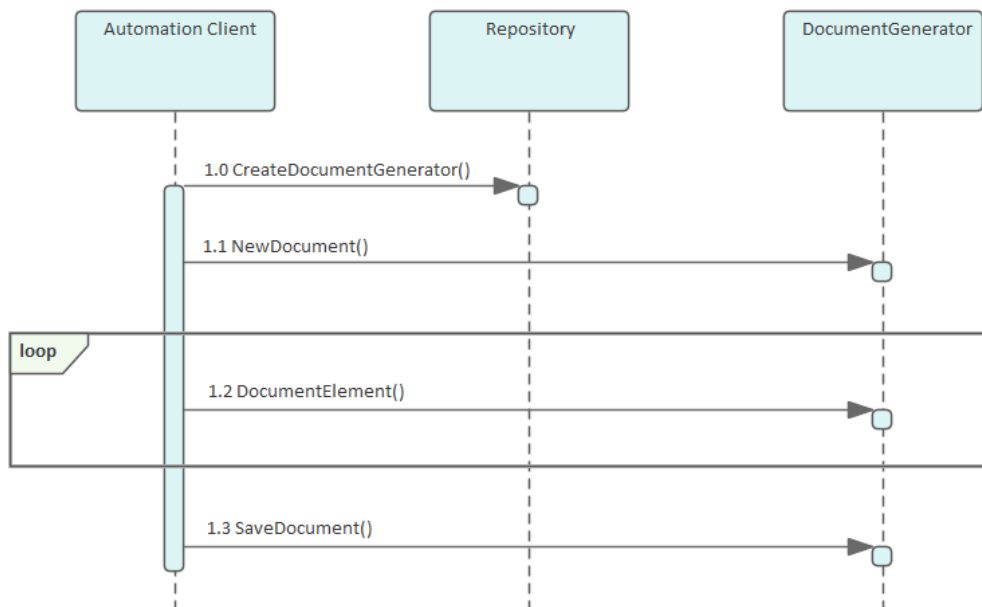 Automation Client
Repository
DocumentGenerator
1.0 CreateDocumentGenerator()
1.1 NewDocument()
loop
1.2 DocumentElement()
1.3 SaveDocument()